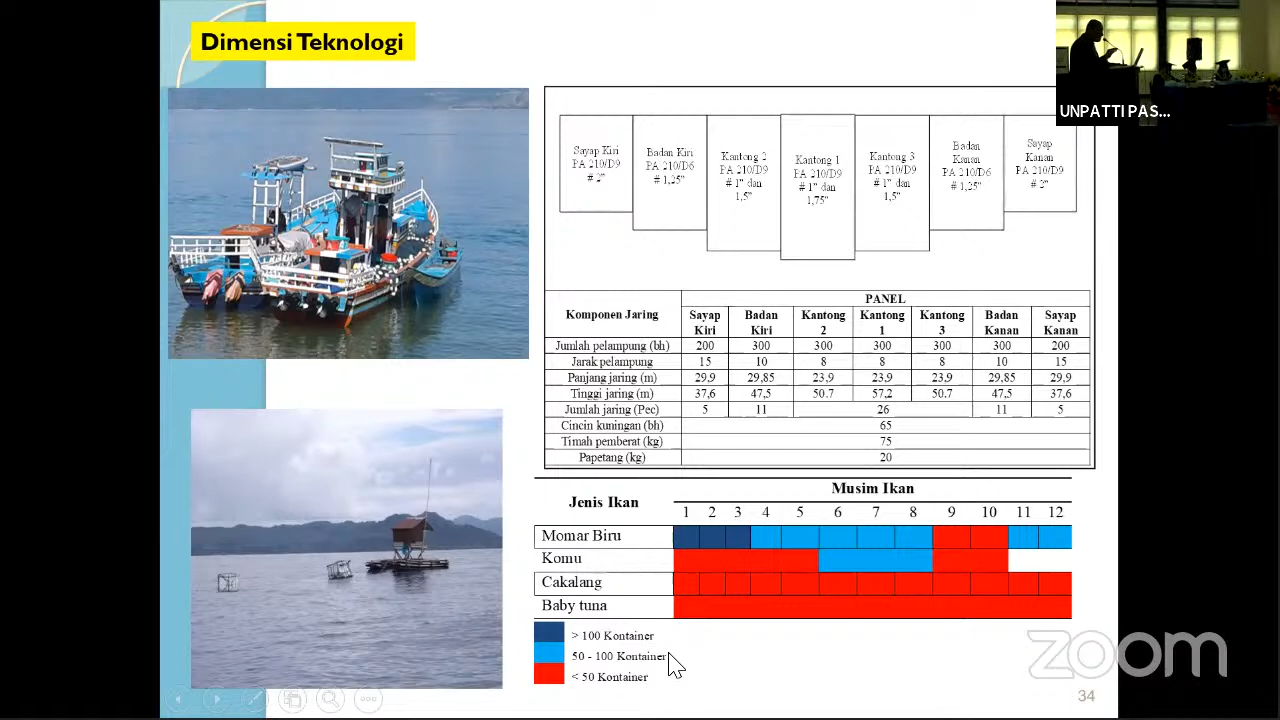 Dimensi Teknologi
UNPATTI PAS...
Sayap Kiri
PA 210/D9
# 2"
Badan Kiri
PA 210/D6
# 1,25"
Kantong 2
PA 210/D9
# 1" dan
1,5"
Kantong 1
PA 210/D9
# 1" dan
1,75"
Kantong 3
PA 210/D9
# 1" dan
1,5"
Badan
Kanan
PA 210/D6
# 1,25"
Sayap
Kanan
PA 210/D9
# 2"
Komponen Jaring
PANEL
Sayap Kiri Badan Kiri Kantong 2 Kantong 1 Kantong 3 Badan Kanan Sayap Kanan
Jumlah pelampung (bh) 200 300 300 300 300 300 200
Jarak pelampung 15 10 8 8 8 10 15
Panjang jaring (m) 29,9 29,85 23,9 23,9 23,9 29,85 29,9
Tinggi jaring (m) 37,6 47,5 50.7 57,2 50.7 47,5 37,6
Jumlah jaring (Pec) 5 11 26 11 5
Cincin kuningan (bh) 65
Timah pemberat (kg) 75
Papetang (kg) 20
Jenis Ikan
Musim Ikan
1 2 3 4 5 6 7 8 9 10 11 12
Momar Biru
Komu
Cakalang
Baby tuna
> 100 Kontainer
50 - 100 Kontainer
< 50 Kontainer
zoom
34